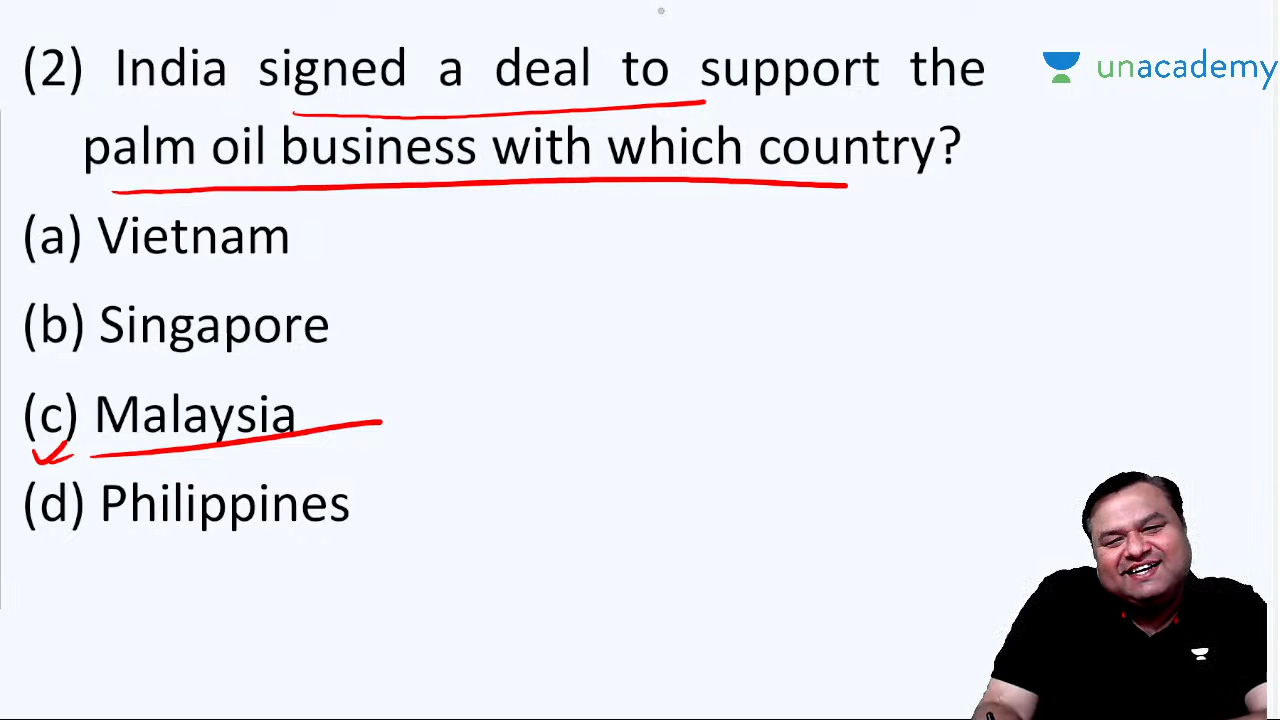 (2) India signed a deal to support the
palm oil business with which country?
(a) Vietnam
(b) Singapore
(c) Malaysia
(d) Philippines
unacademy